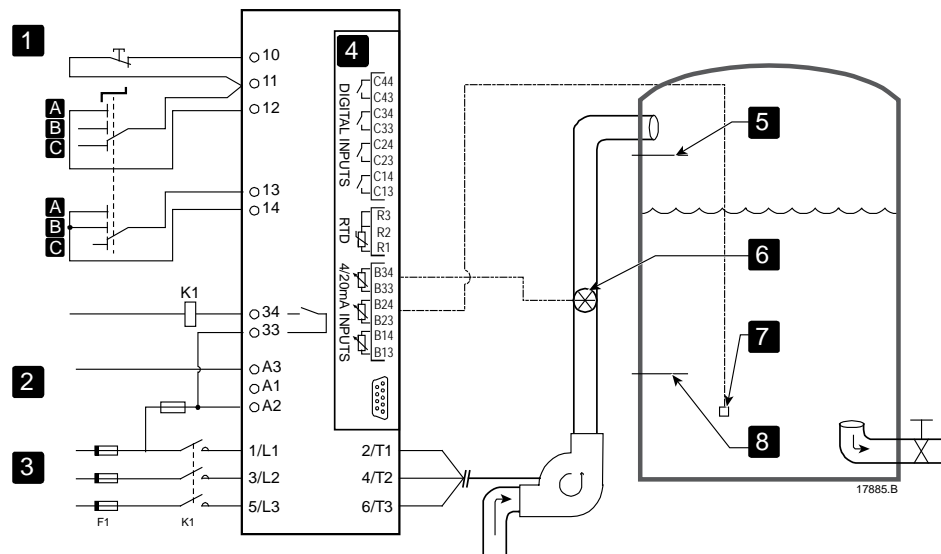 1
10
11
12
A
B
C
13
14
A
B
C
K1
34
33
2
A3
A1
A2
3
1/L1
3/L2
5/L3
F1
K1
2/T1
4/T2
6/T3
4
DIGITAL INPUTS
C44
C43
C34
C33
C24
C23
C14
C13
RTD
R3
R2
R1
4/20mA INPUTS
B34
B33
B24
B23
B14
B13
5
6
7
8
17885.B